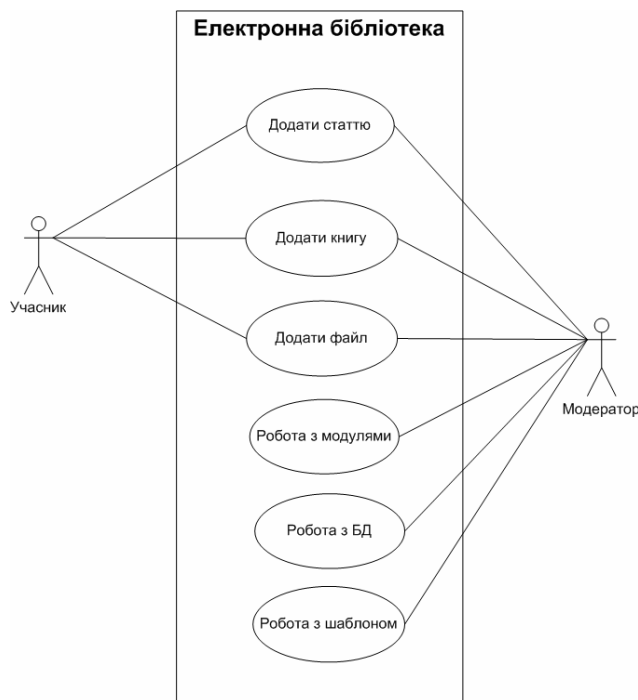 Електронна бібліотека
Додати статтю
Додати книгу
Учасник
Додати файл
Модератор
Робота з модулями
Робота з БД
Робота з шаблоном